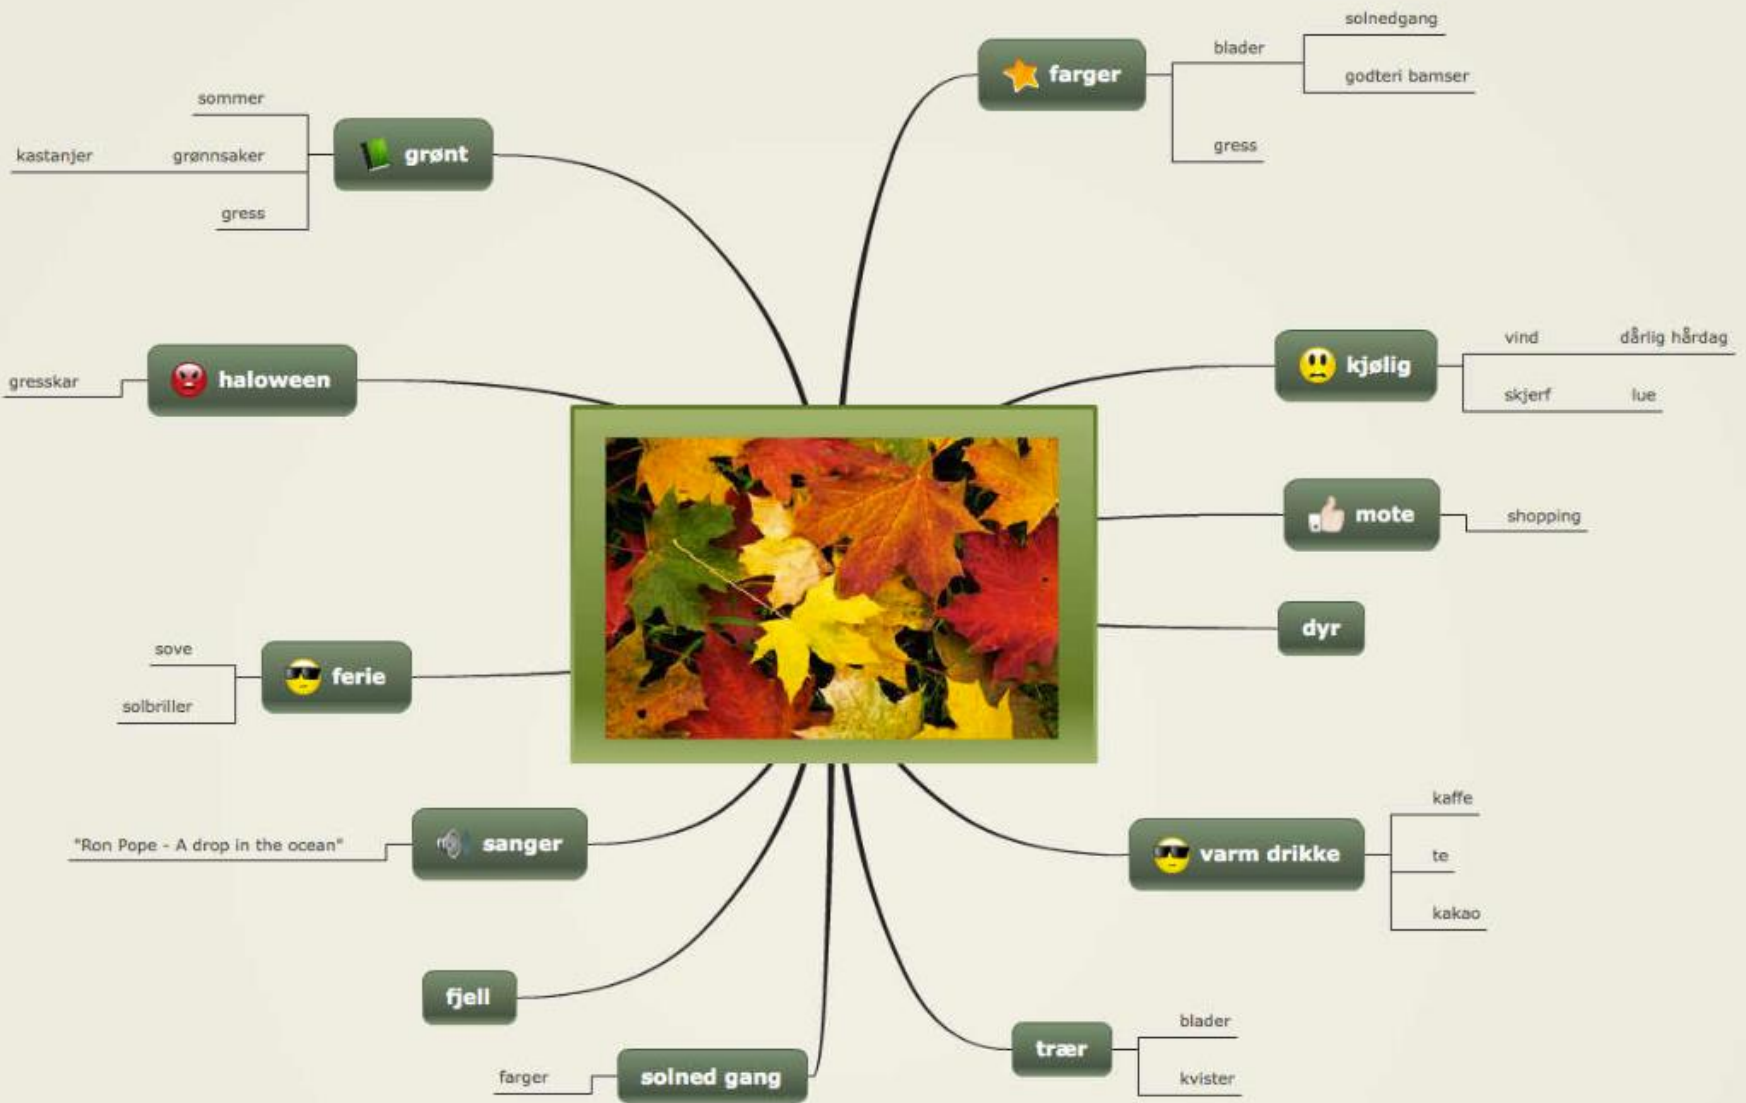 farger
blader
solnedgang
godteri bamser
gress
kjølig
vind
dårlig hårdag
skjerf
lue
mote
shopping
dyr
varm drikke
kaffe
te
kakao
trær
blader
kvister
solned gang
farger
fjell
sanger
"Ron Pope - A drop in the ocean"
ferie
sove
solbriller
haloween
gresskar
grønt
sommer
grønnsaker
kastanjer
gress